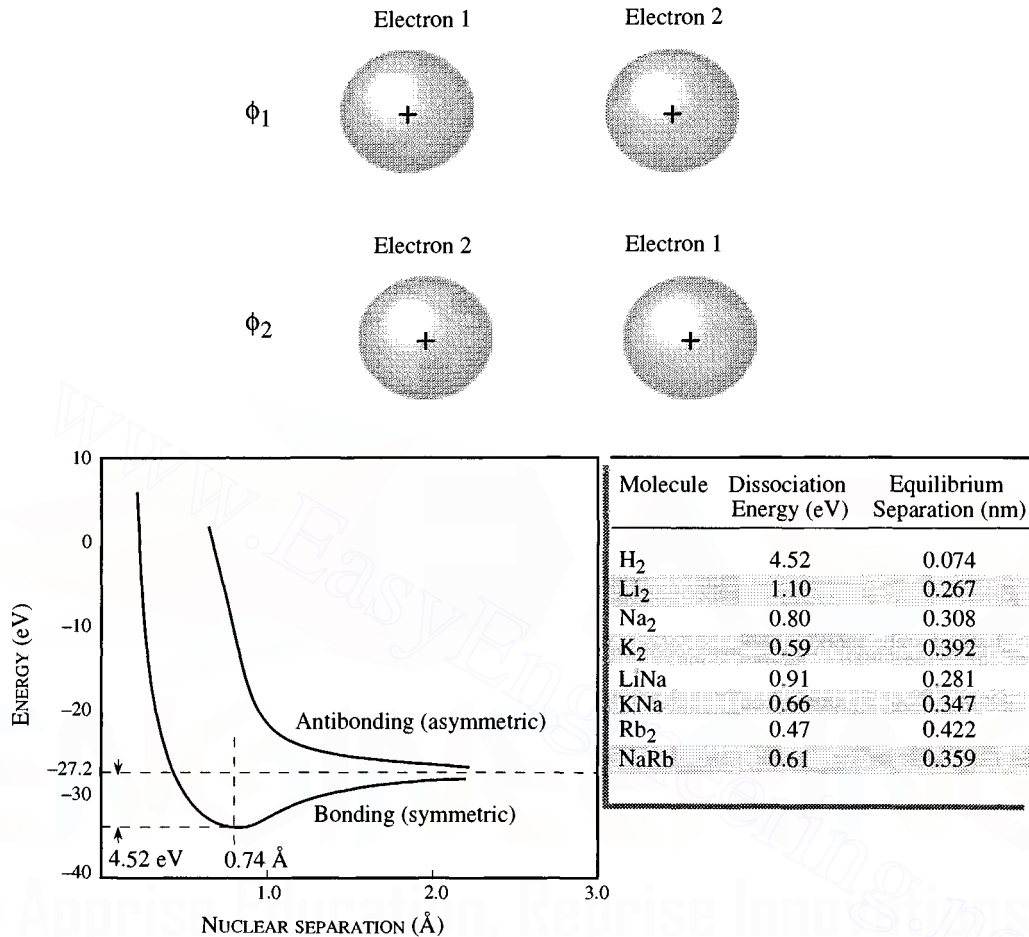 Electron 1 Electron 2
ϕ1
Electron 2 Electron 1
ϕ2
10
0
−10
−20
−27.2
−30
−40
ENERGY (eV)
Antibonding (asymmetric)
Bonding (symmetric)
4.52 eV 0.74 Å
1.0 2.0 3.0
NUCLEAR SEPARATION (Å)
Molecule Dissociation Equilibrium
Energy (eV) Separation (nm)
H2 4.52 0.074
Li2 1.10 0.267
Na2 0.80 0.308
K2 0.59 0.392
LiNa 0.91 0.281
KNa 0.66 0.347
Rb2 0.47 0.422
NaRb 0.61 0.359